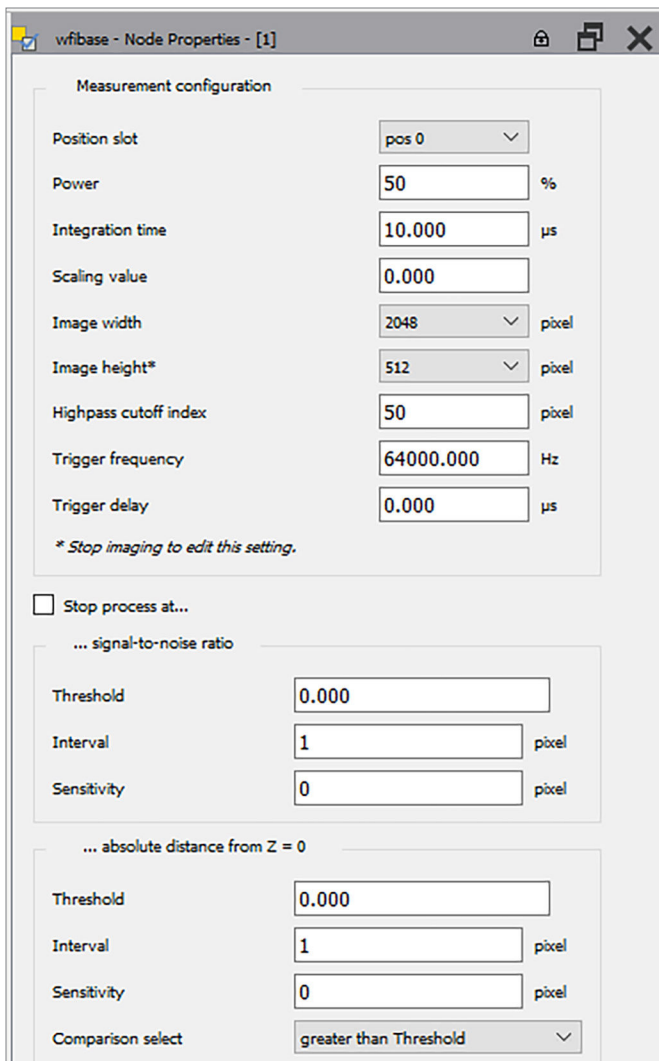 wfibase - Node Properties - [1]
Measurement configuration
Position slot pos 0
Power 50 %
Integration time 10.000 µs
Scaling value 0.000
Image width 2048 pixel
Image height* 512 pixel
Highpass cutoff index 50 pixel
Trigger frequency 64000.000 Hz
Trigger delay 0.000 µs
* Stop imaging to edit this setting.
Stop process at...
... signal-to-noise ratio
Threshold 0.000
Interval 1 pixel
Sensitivity 0 pixel
... absolute distance from Z = 0
Threshold 0.000
Interval 1 pixel
Sensitivity 0 pixel
Comparison select greater than Threshold